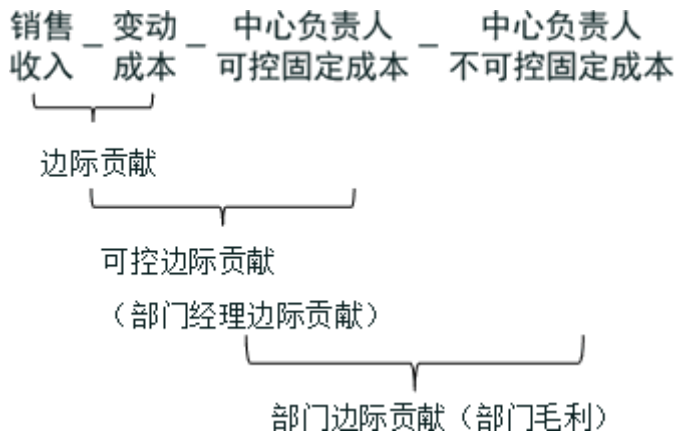 销售 变动 中心负责人 中心负责人
收入 － 成本 － 可控固定成本 － 不可控固定成本
边际贡献
可控边际贡献
（部门经理边际贡献）
部门边际贡献（部门毛利）